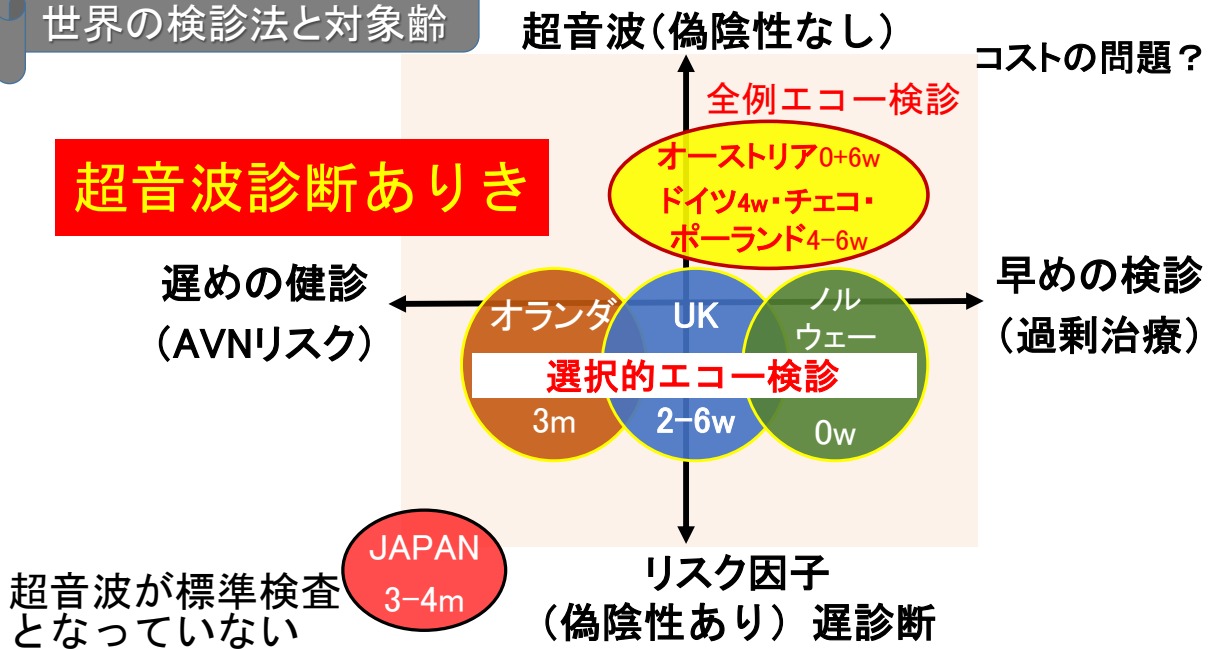 世界の検診法と対象齢
超音波(偽陰性なし)
コストの問題？
全例エコー検診
超音波診断ありき
オーストリア0+6w
ドイツ4w・チェコ・
ポーランド4-6w
遅めの健診
（AVNリスク）
早めの検診
（過剰治療）
オランダ
UK
ノル
ウェー
選択的エコー検診
3m
2-6w
0w
JAPAN
3-4m
超音波が標準検査
となっていない
リスク因子
（偽陰性あり）遅診断